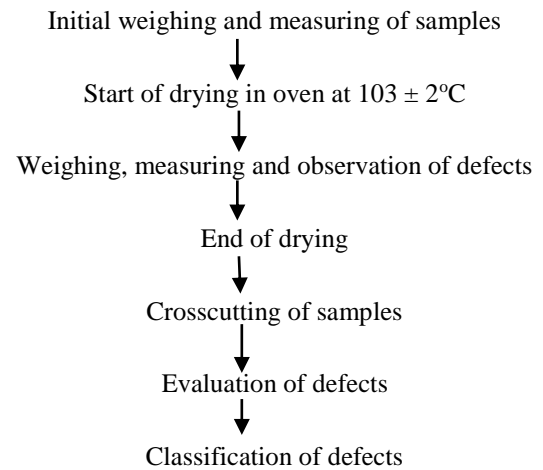 Initial weighing and measuring of samples
Start of drying in oven at 103 ± 2°C
Weighing, measuring and observation of defects
End of drying
Crosscutting of samples
Evaluation of defects
Classification of defects